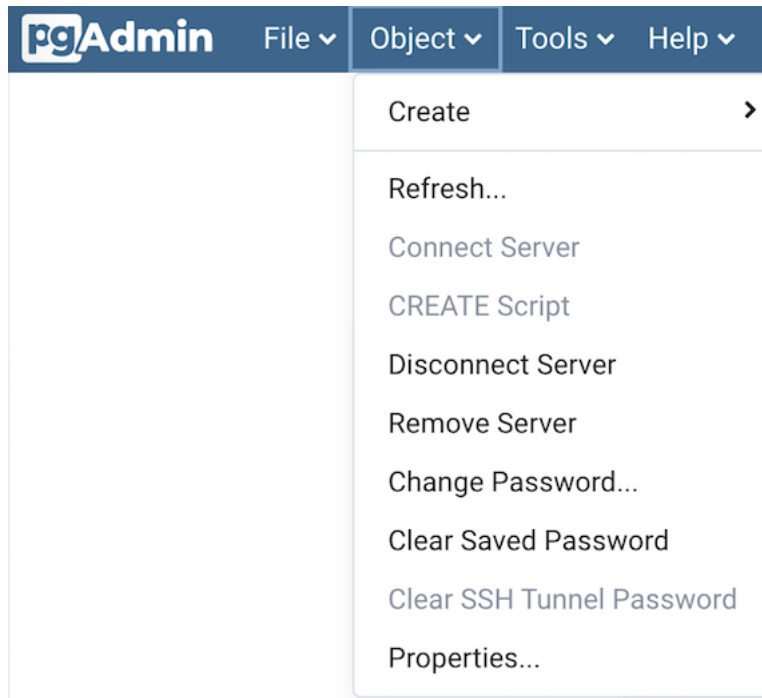 pgAdmin File Object Tools Help
Create
Refresh...
Connect Server
CREATE Script
Disconnect Server
Remove Server
Change Password...
Clear Saved Password
Clear SSH Tunnel Password
Properties...